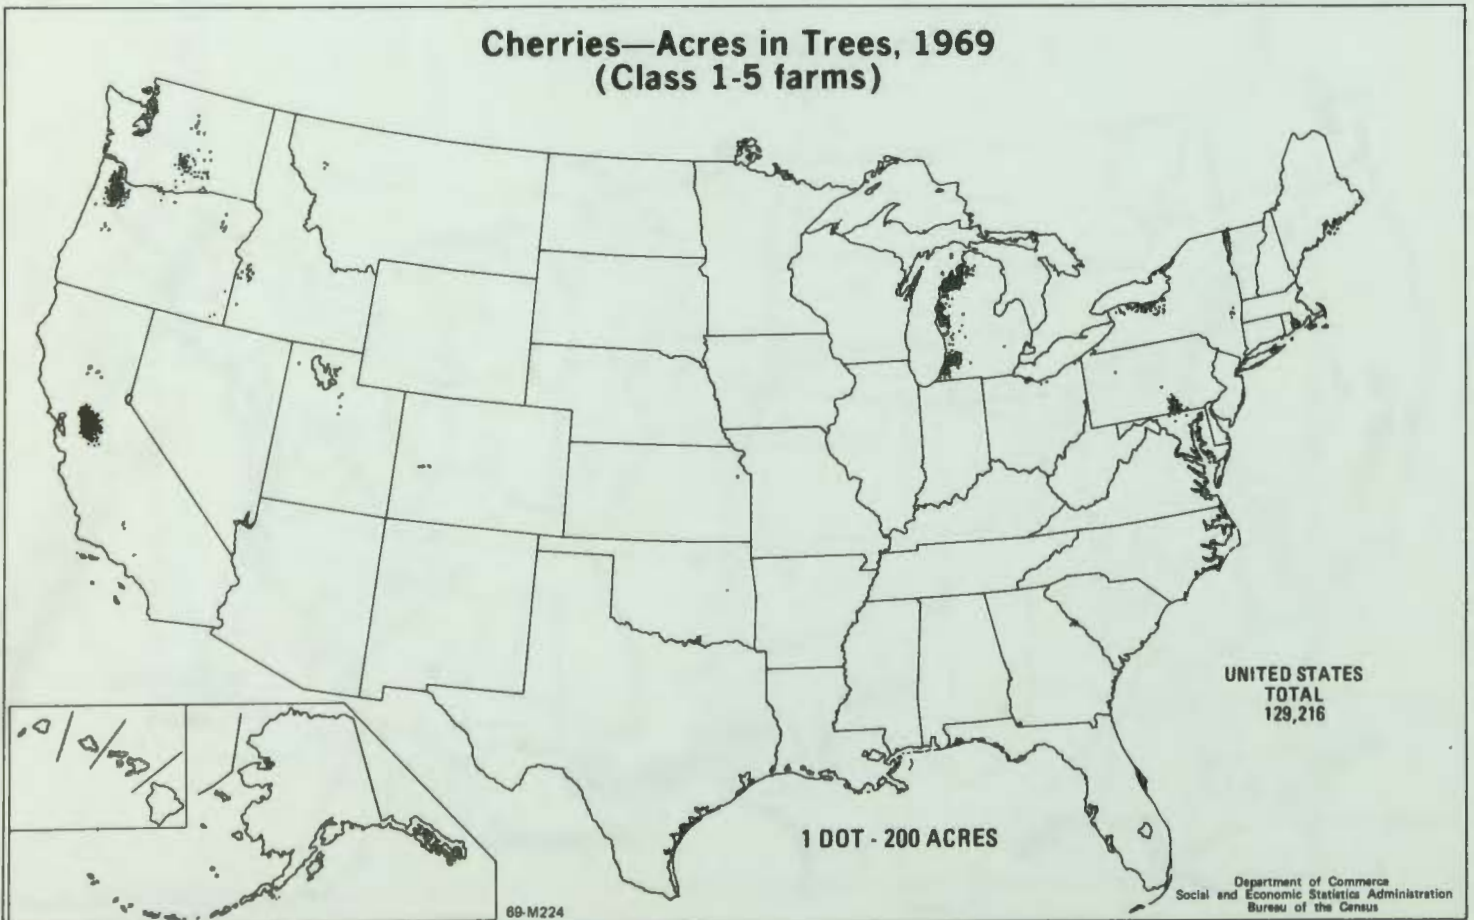 Cherries—Acres in Trees, 1969
(Class 1-5 farms)
UNITED STATES
TOTAL
129,216
1 DOT - 200 ACRES
Department of Commerce
Social and Economic Statistics Administration
Bureau of the Census
69-M224